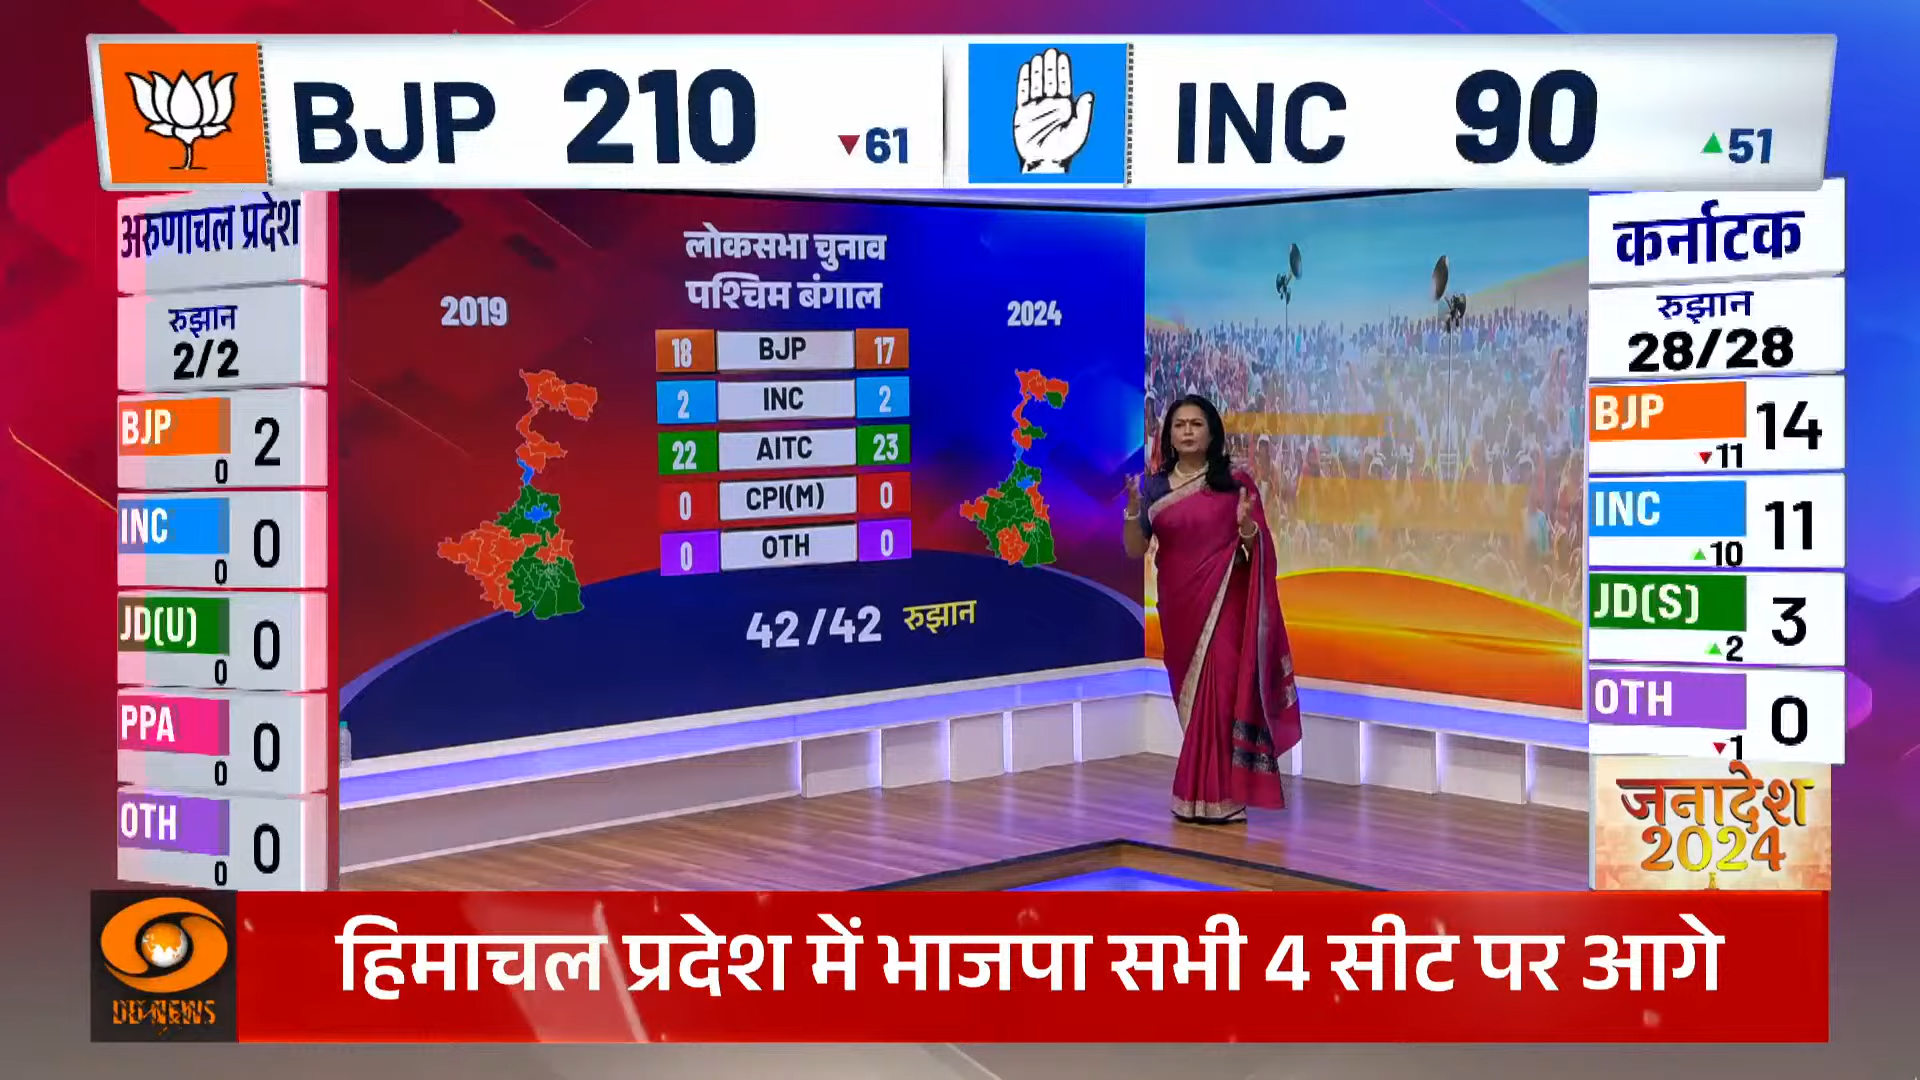 BJP 210 ▼61
INC 90 ▲51
अरुणाचल प्रदेश
रुझान
2/2
BJP 2
0
INC 0
0
JD(U) 0
0
PPA 0
0
OTH 0
0
लोकसभा चुनाव
पश्चिम बंगाल
2019
2024
18 BJP 17
2 INC 2
22 AITC 23
0 CPI(M) 0
0 OTH 0
42/42 रुझान
कर्नाटक
रुझान
28/28
BJP 14
▼11
INC 11
▲10
JD(S) 3
▲2
OTH 0
▼1
जनादेश
2024
DD NEWS
हिमाचल प्रदेश में भाजपा सभी 4 सीट पर आगे